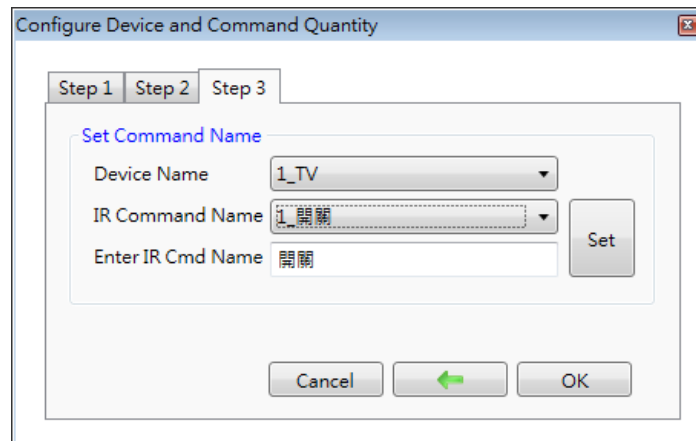 Configure Device and Command Quantity
Step 1 Step 2 Step 3
Set Command Name
Device Name 1_TV
IR Command Name 1_開關
Set
Enter IR Cmd Name 開關
Cancel OK